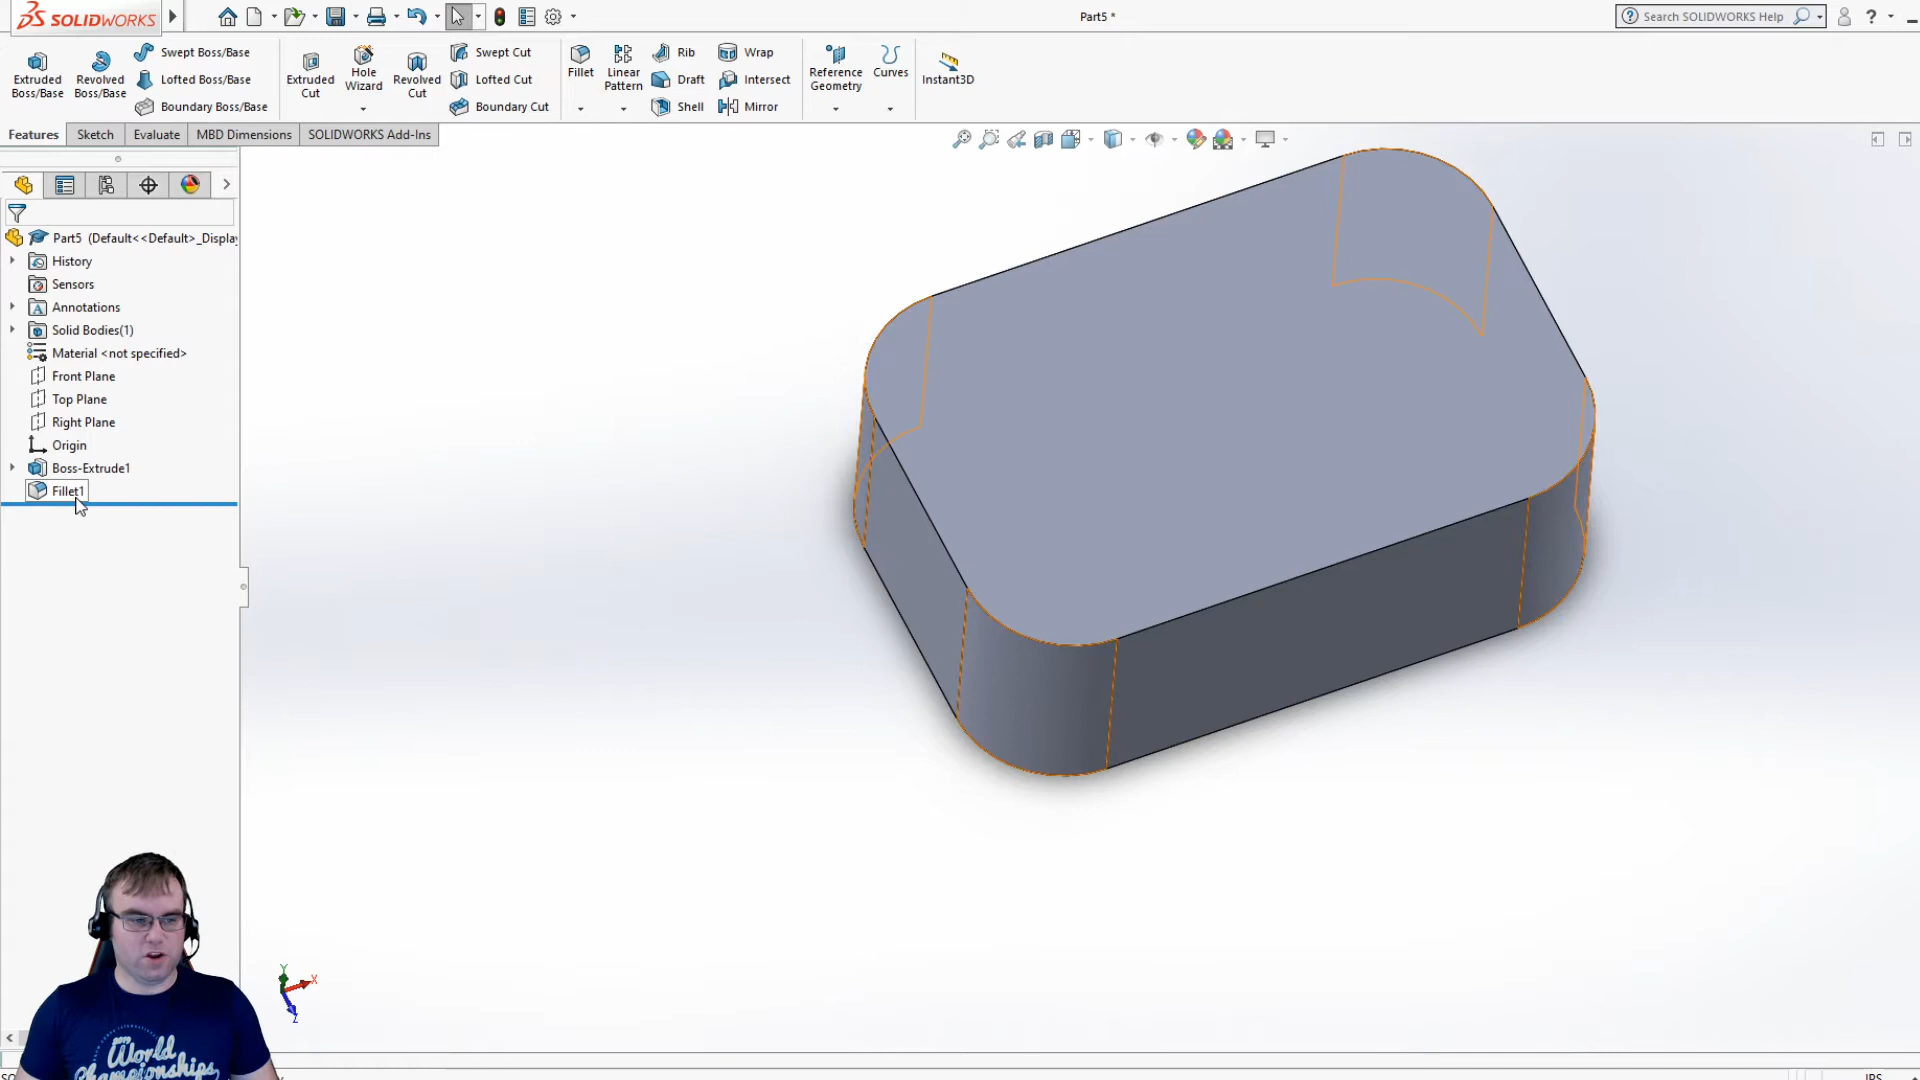 SOLIDWORKS
Part5 *
Search SOLIDWORKS Help
?
Extruded Boss/Base
Revolved Boss/Base
Swept Boss/Base
Lofted Boss/Base
Boundary Boss/Base
Extruded Cut
Hole Wizard
Revolved Cut
Swept Cut
Lofted Cut
Boundary Cut
Fillet
Linear Pattern
Rib
Draft
Shell
Wrap
Intersect
Mirror
Reference Geometry
Curves
Instant3D
Features
Sketch
Evaluate
MBD Dimensions
SOLIDWORKS Add-Ins
Part5 (Default<<Default>_Display
History
Sensors
Annotations
Solid Bodies(1)
Material <not specified>
Front Plane
Top Plane
Right Plane
Origin
Boss-Extrude1
Fillet1
Y
X
Z
2019
World
Championships
IPS